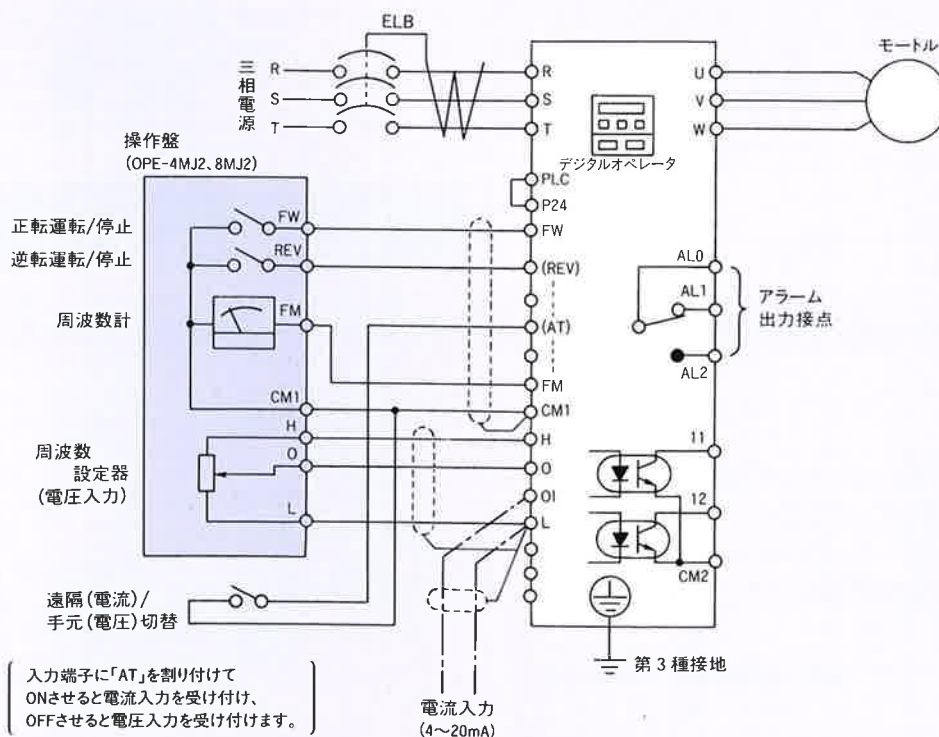 ELB
三相電源
R
S
T
R
S
T
デジタルオペレータ
U
V
W
モートル
操作盤
(OPE-4MJ2、8MJ2)
正転運転/停止
逆転運転/停止
周波数計
周波数
設定器
(電圧入力)
FW
REV
FM
CM1
H
O
L
PLC
P24
FW
(REV)
(AT)
FM
CM1
H
O
OI
L
AL0
AL1
AL2
アラーム
出力接点
11
12
CM2
遠隔(電流)/
手元(電圧)切替
第3種接地
入力端子に「AT」を割り付けて
ONさせると電流入力を受け付け、
OFFさせると電圧入力を受け付けます。
電流入力
(4~20mA)